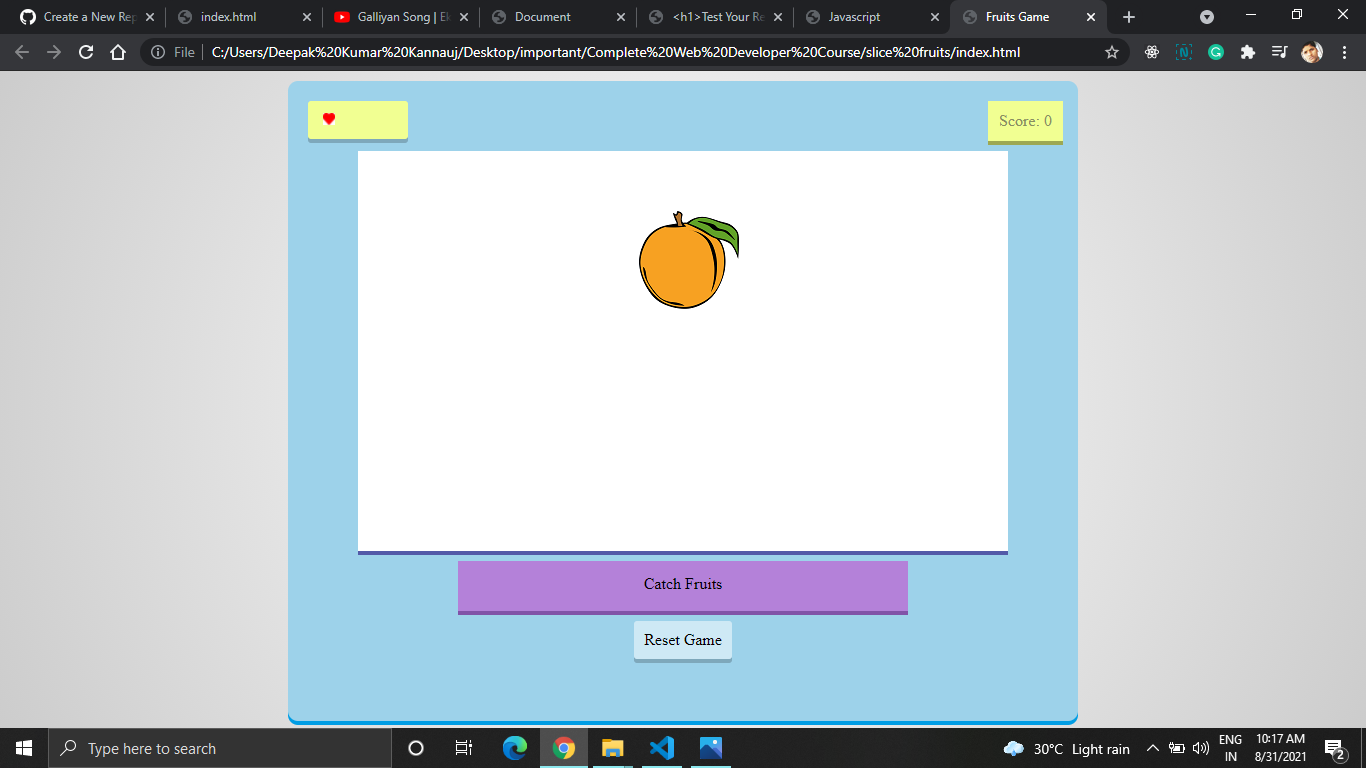 Create a New Rep
index.html
Galliyan Song | Ek
Document
<h1>Test Your Re
Javascript
Fruits Game
File
C:/Users/Deepak%20Kumar%20Kannauj/Desktop/important/Complete%20Web%20Developer%20Course/slice%20fruits/index.html
Score: 0
Catch Fruits
Reset Game
Type here to search
30°C Light rain
ENG
IN
10:17 AM
8/31/2021
2